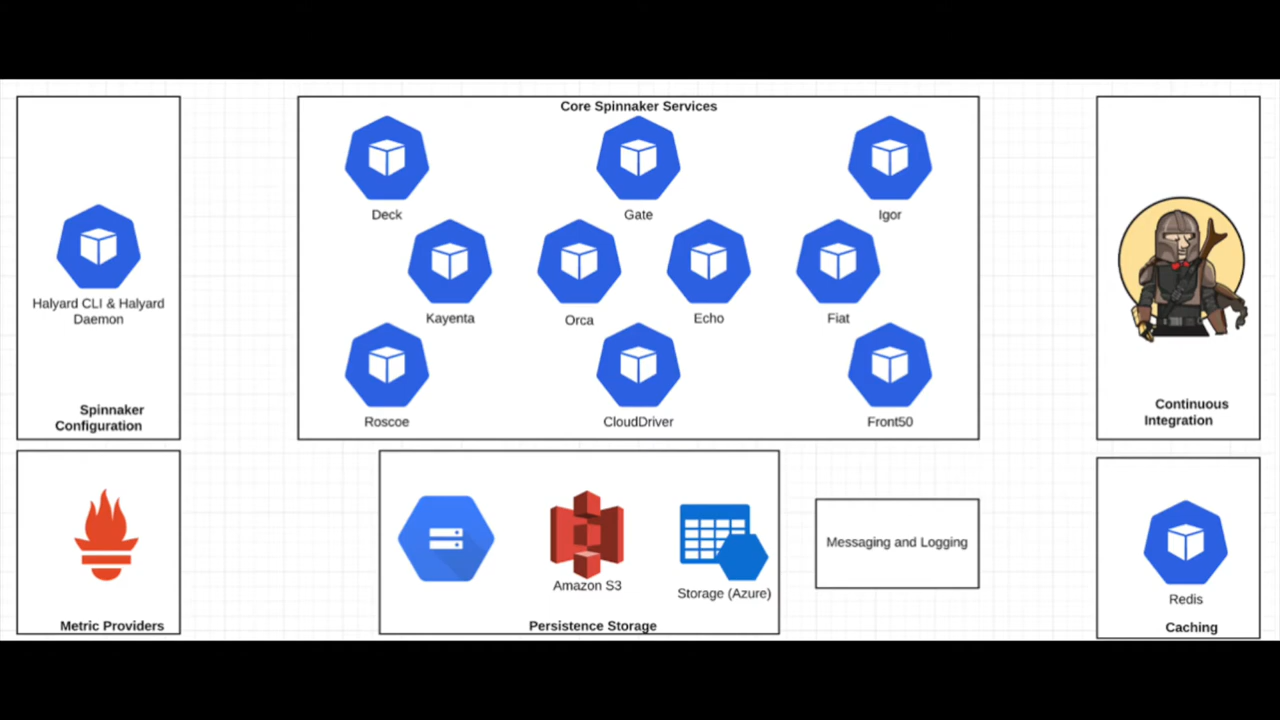 Core Spinnaker Services
Deck
Gate
Igor
Kayenta
Orca
Echo
Fiat
Roscoe
CloudDriver
Front50
Halyard CLI & Halyard
Daemon
Spinnaker
Configuration
Continuous
Integration
Metric Providers
Amazon S3
Storage (Azure)
Persistence Storage
Messaging and Logging
Redis
Caching